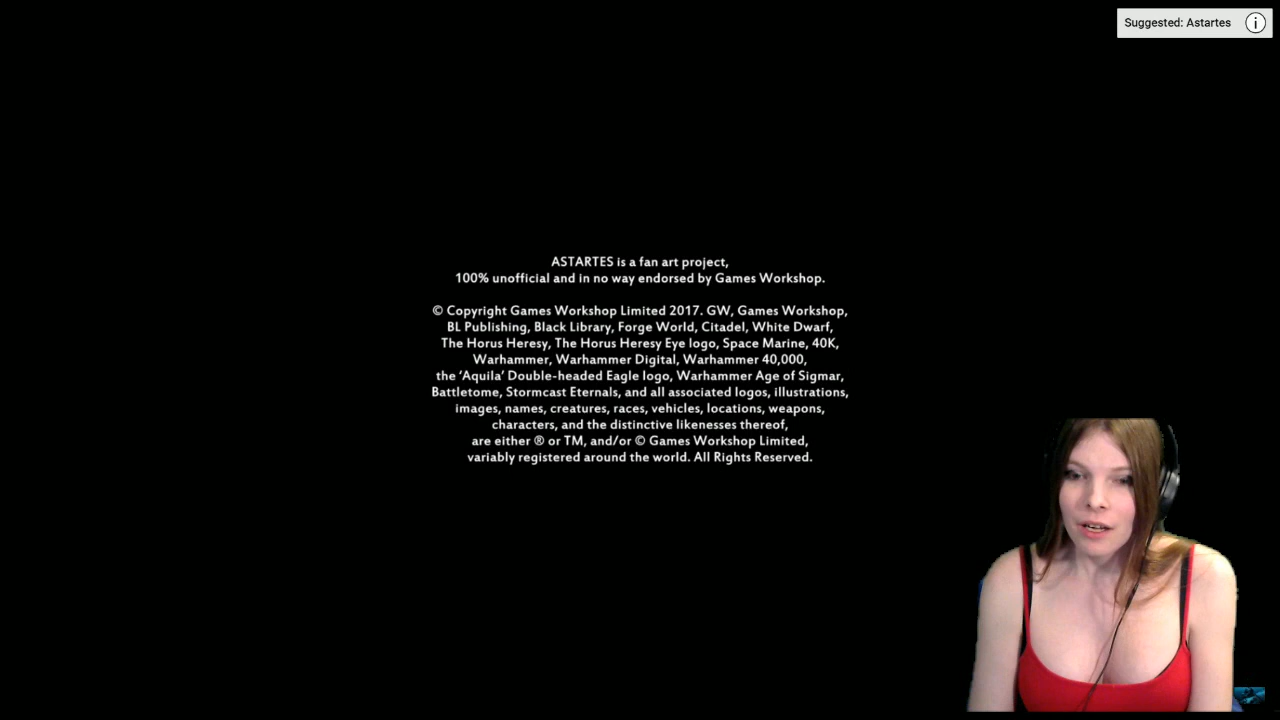 Suggested: Astartes
ASTARTES is a fan art project,
100% unofficial and in no way endorsed by Games Workshop.
© Copyright Games Workshop Limited 2017. GW, Games Workshop,
BL Publishing, Black Library, Forge World, Citadel, White Dwarf,
The Horus Heresy, The Horus Heresy Eye logo, Space Marine, 40K,
Warhammer, Warhammer Digital, Warhammer 40,000,
the ‘Aquila’ Double-headed Eagle logo, Warhammer Age of Sigmar,
Battletome, Stormcast Eternals, and all associated logos, illustrations,
images, names, creatures, races, vehicles, locations, weapons,
characters, and the distinctive likenesses thereof,
are either ® or TM, and/or © Games Workshop Limited,
variably registered around the world. All Rights Reserved.